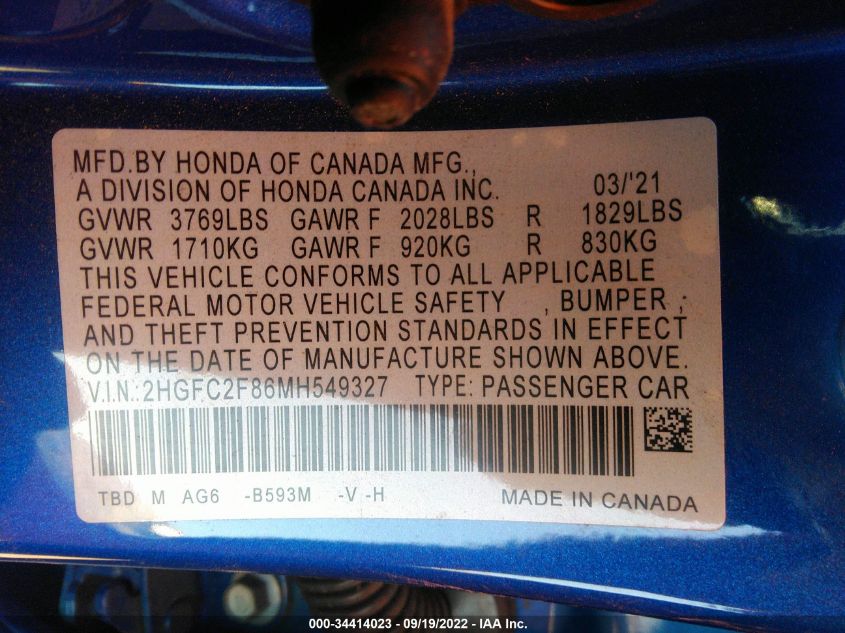 MFD.BY HONDA OF CANADA MFG.,
A DIVISION OF HONDA CANADA INC. 03/'21
GVWR 3769LBS GAWR F 2028LBS R 1829LBS
GVWR 1710KG GAWR F 920KG R 830KG
THIS VEHICLE CONFORMS TO ALL APPLICABLE
FEDERAL MOTOR VEHICLE SAFETY , BUMPER ,
AND THEFT PREVENTION STANDARDS IN EFFECT
ON THE DATE OF MANUFACTURE SHOWN ABOVE.
V.I.N.:2HGFC2F86MH549327 TYPE: PASSENGER CAR
TBD M AG6 -B593M -V -H MADE IN CANADA
000-34414023 - 09/19/2022 - IAA Inc.